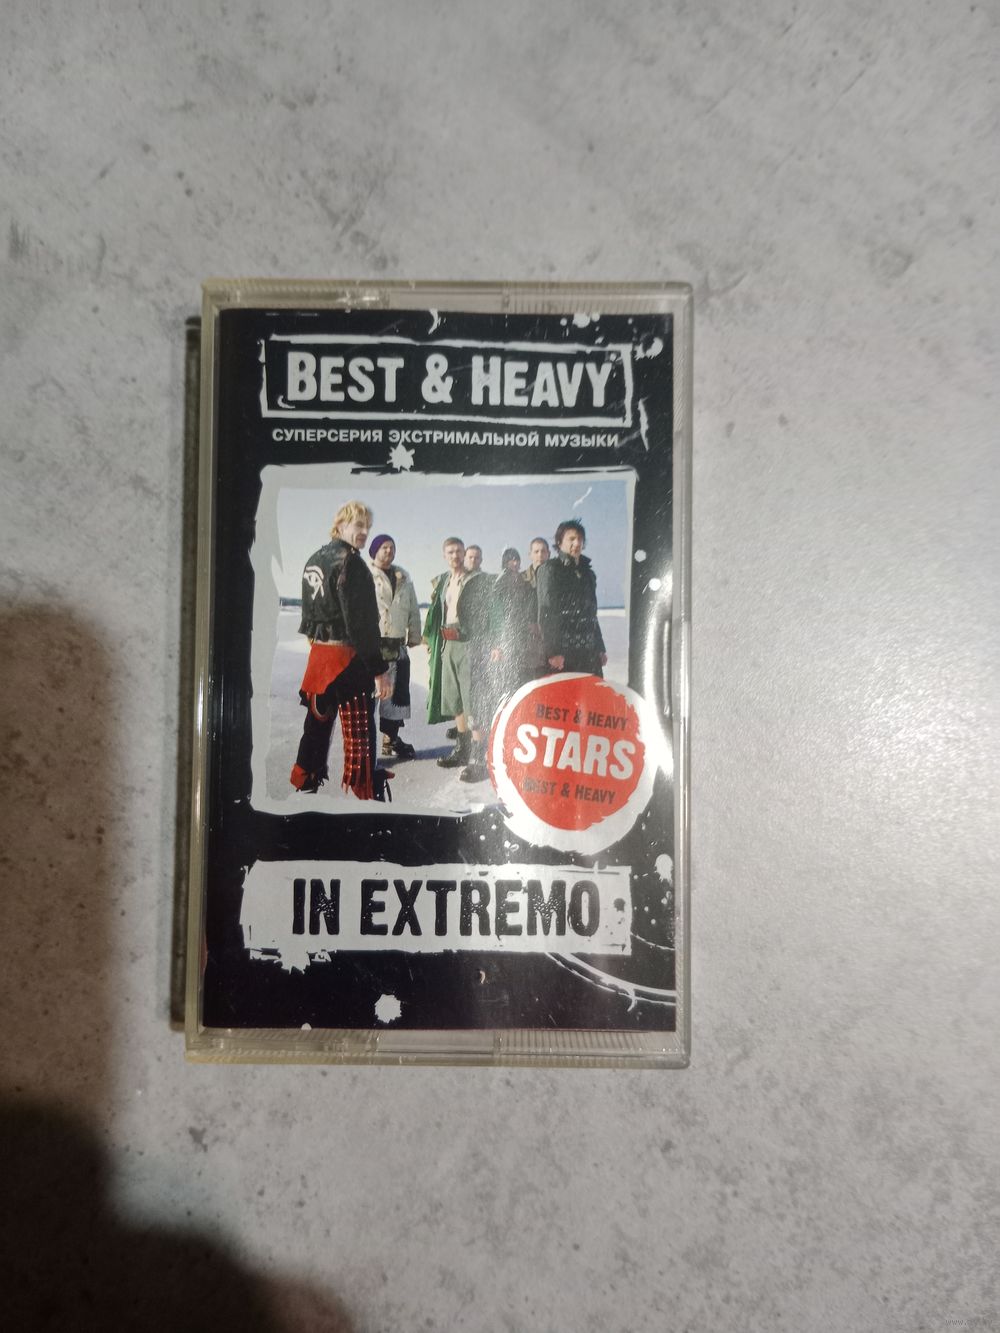 BEST & HEAVY
СУПЕРСЕРИЯ ЭКСТРИМАЛЬНОЙ МУЗЫКИ
BEST & HEAVY
STARS
BEST & HEAVY
IN EXTREMO